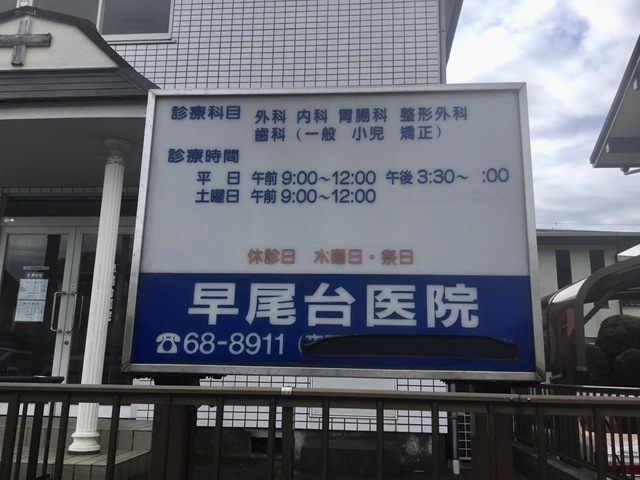 診療科目 外科 内科 胃腸科 整形外科
歯科(一般 小児 矯正)
診療時間
平 日 午前 9:00～12:00 午後 3:30～ :00
土曜日 午前 9:00～12:00
休診日 水曜日・祭日
早尾台医院
☎68-8911